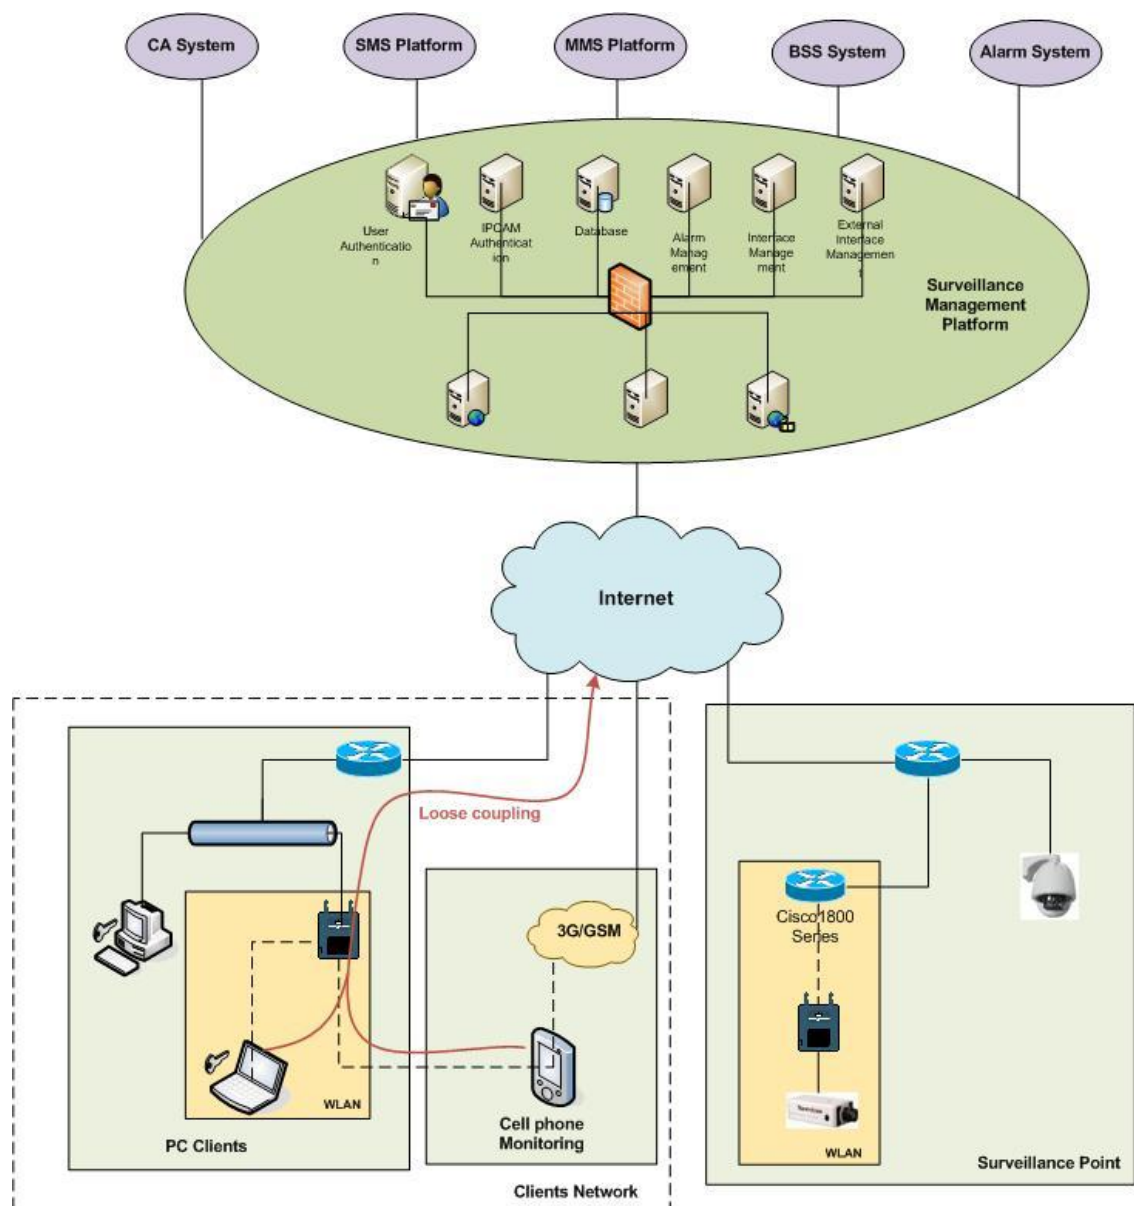 CA System
SMS Platform
MMS Platform
BSS System
Alarm System
User
Authenticatio
n
IPCAM
Authenticat
ion
Database
Alarm
Manag
ement
Interface
Manage
ment
External
Interface
Managemen
t
Surveillance
Management
Platform
Internet
Loose coupling
3G/GSM
Cisco1800
Series
WLAN
Cell phone
Monitoring
PC Clients
WLAN
Surveillance Point
Clients Network